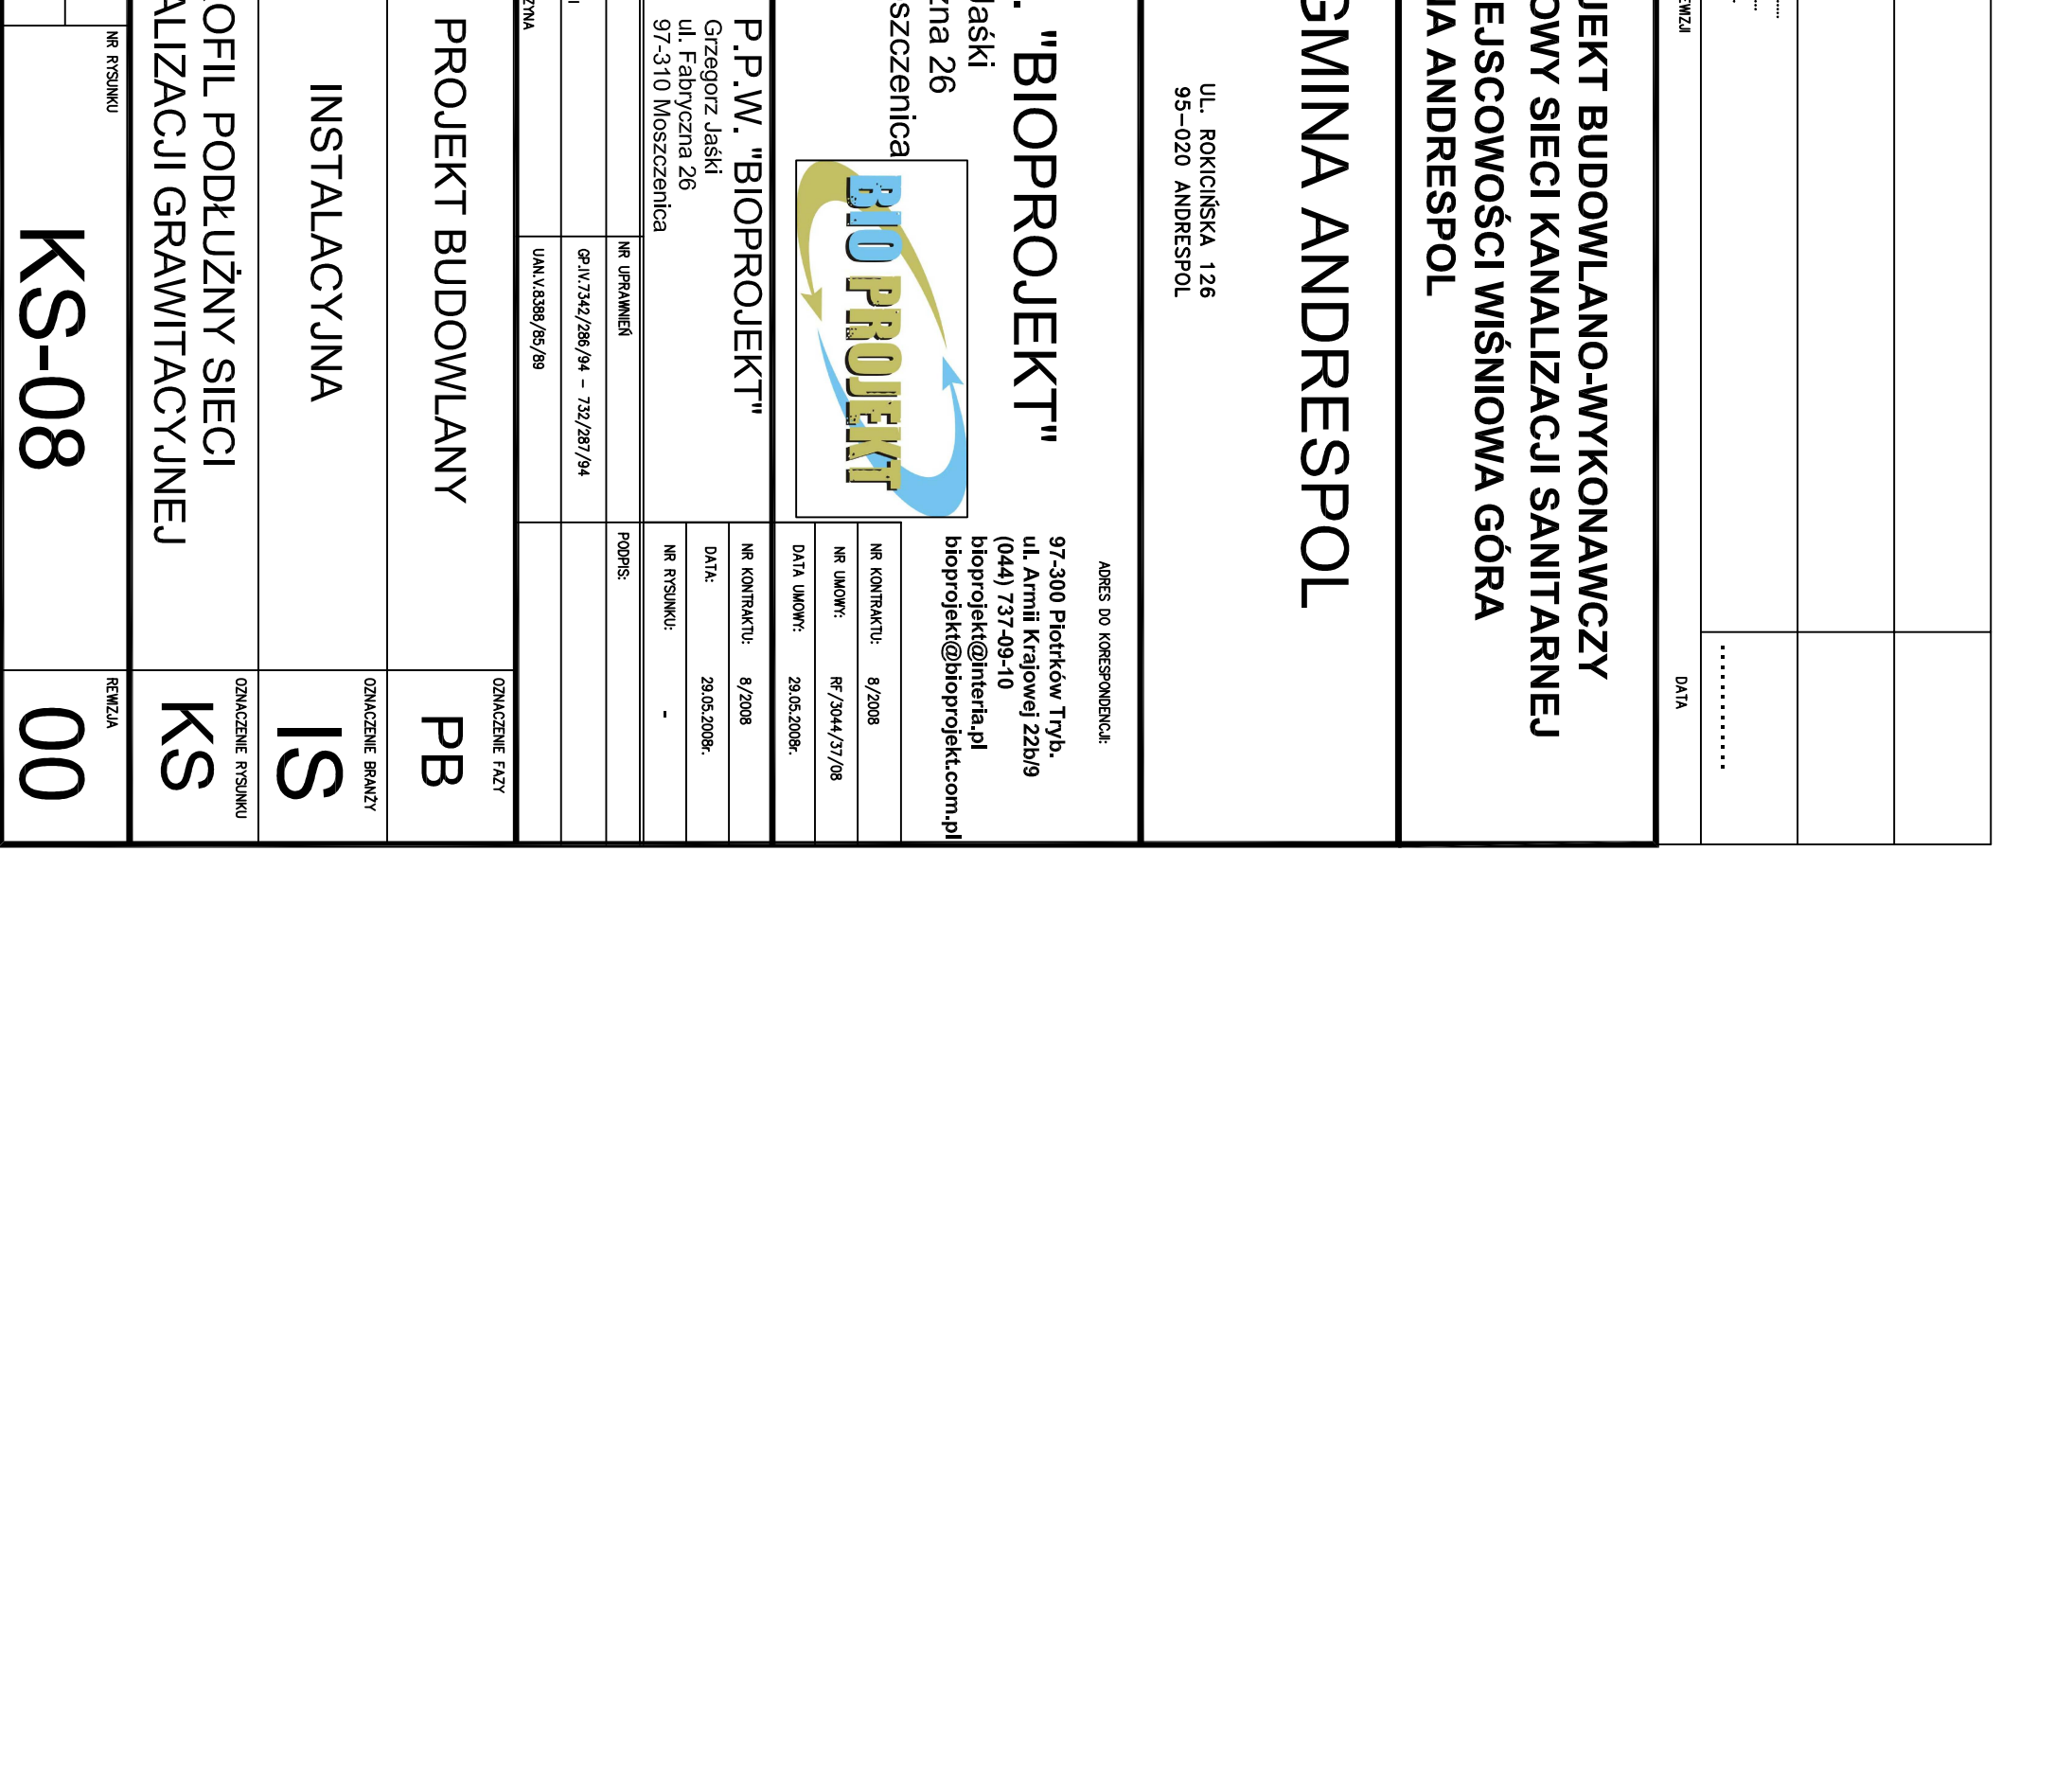 EWIZJI
DATA
JEKT BUDOWLANO-WYKONAWCZY
OWY SIECI KANALIZACJI SANITARNEJ
EJSCOWOŚCI WIŚNIOWA GÓRA
NA ANDRESPOL
GMINA ANDRESPOL
UL. ROKICIŃSKA 126
95-020 ANDRESPOL
ADRES DO KORESPONDENCJI:
97-300 Piotrków Tryb.
ul. Armii Krajowej 22b/9
(044) 737-09-10
bioprojekt@interia.pl
bioprojekt@bioprojekt.com.pl
. "BIOPROJEKT"
Jaśki
zna 26
szczenica
BIO PROJEKT
NR KONTRAKTU: 8/2008
NR UMOWY: RF/3044/37/08
DATA UMOWY: 29.05.2008r.
P.P.W. "BIOPROJEKT"
Grzegorz Jaśki
ul. Fabryczna 26
97-310 Moszczenica
NR KONTRAKTU: 8/2008
DATA: 29.05.2008r.
NR RYSUNKU: -
NR UPRAWNIEŃ
PODPIS:
GP.IV.7342/286/94 – 732/287/94
ZYNA
UAN.V.8388/85/89
PROJEKT BUDOWLANY
OZNACZENIE FAZY
PB
INSTALACYJNA
OZNACZENIE BRANŻY
IS
OFIL PODŁUŻNY SIECI
ALIZACJI GRAWITACYJNEJ
OZNACZENIE RYSUNKU
KS
NR RYSUNKU
KS-08
REWIZJA
00